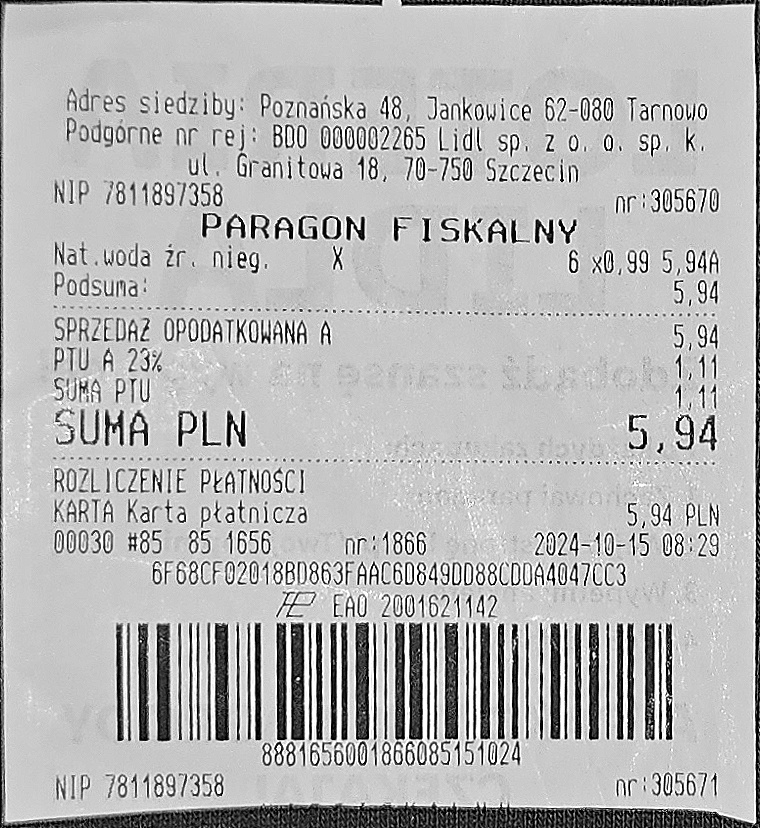 Adres siedziby: Poznańska 48, Jankowice 62-080 Tarnowo
Podgórne nr rej: BDO 000002265 Lidl sp. z o. o. sp. k.
ul. Granitowa 18, 70-750 Szczecin
NIP 7811897358 nr:305670
PARAGON FISKALNY
Nat.woda źr. nieg. X 6 x0,99 5,94A
Podsuma: 5,94
SPRZEDAŻ OPODATKOWANA A 5,94
PTU A 23% 1,11
SUMA PTU 1,11
SUMA PLN 5,94
ROZLICZENIE PŁATNOŚCI
KARTA Karta płatnicza 5,94 PLN
00030 #85 85 1656 nr:1866 2024-10-15 08:29
6F68CF02018BD863FAAC6D849DD88CDDA4047CC3
EAO 2001621142
8881656001866085151024
NIP 7811897358 nr:305671